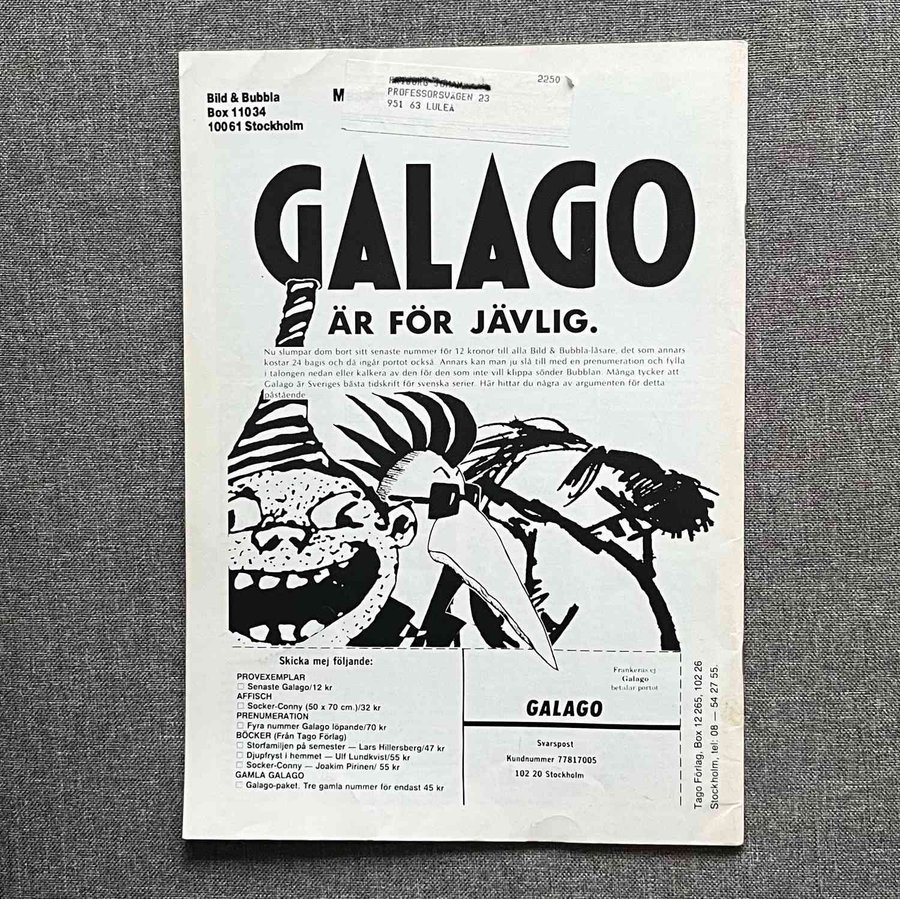 Bild & Bubbla
Box 11034
10061 Stockholm
M
2250
PROFESSORSVÄGEN 23
951 63 LULEÅ
GALAGO
ÄR FÖR JÄVLIG.
Nu slumpar dom bort sitt senaste nummer för 12 kronor till alla Bild & Bubbla-läsare, det som annars
kostar 24 bagis och då ingår portot också. Annars kan man ju slå till med en prenumeration och fylla
i talongen nedan eller kalkera av den för den som inte vill klippa sönder Bubblan. Många tycker att
Galago är Sveriges bästa tidskrift för svenska serier. Här hittar du några av argumenten för detta
påstående
Skicka mej följande:
PROVEXEMPLAR
Senaste Galago/12 kr
AFFISCH
Socker-Conny (50 x 70 cm.)/32 kr
PRENUMERATION
Fyra nummer Galago löpande/70 kr
BÖCKER (Från Tago Förlag)
Storfamiljen på semester — Lars Hillersberg/47 kr
Djupfryst i hemmet — Ulf Lundkvist/55 kr
Socker-Conny — Joakim Pirinen/ 55 kr
GAMLA GALAGO
Galago-paket. Tre gamla nummer för endast 45 kr
Frankeras ej
Galago
betalar portot
GALAGO
Svarspost
Kundnummer 77817005
102 20 Stockholm
Tago Förlag, Box 12 265, 102 26
Stockholm, tel: 08 — 54 27 55.